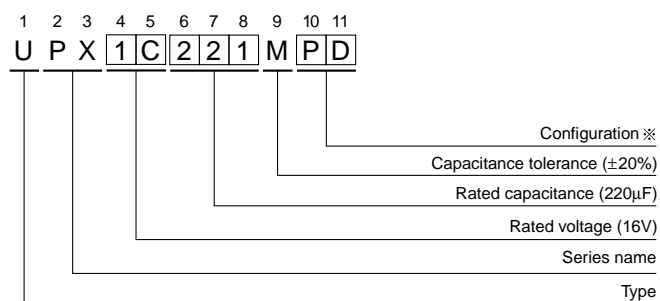 1 2 3 4 5 6 7 8 9 10 11
U P X 1 C 2 2 1 M P D
Configuration ※
Capacitance tolerance (±20%)
Rated capacitance (220μF)
Rated voltage (16V)
Series name
Type